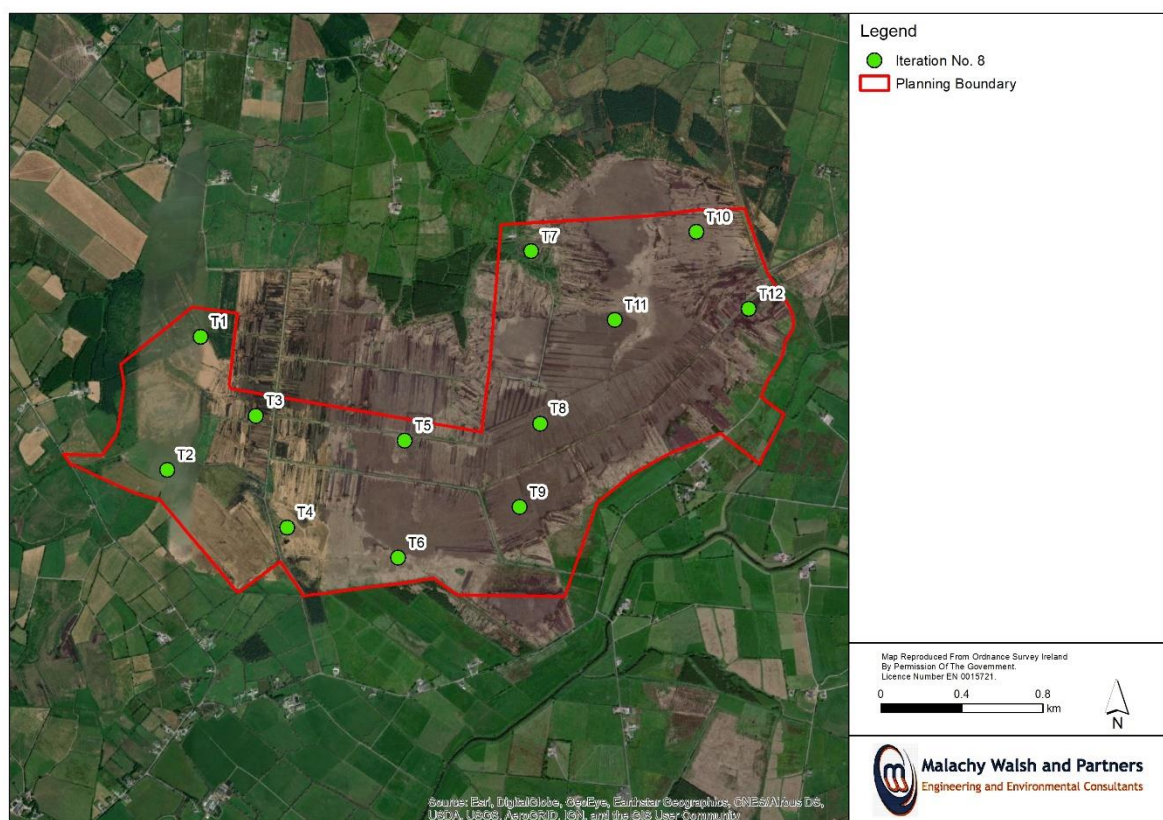 Legend
Iteration No. 8
Planning Boundary
T10
T7
T12
T11
T1
T3
T8
T5
T2
T9
T4
T6
Map Reproduced From Ordnance Survey Ireland
By Permission Of The Government.
Licence Number EN 0015721.
0 0.4 0.8
km
N
Malachy Walsh and Partners
Engineering and Environmental Consultants
Source: Esri, DigitalGlobe, GeoEye, Earthstar Geographics, CNES/Airbus DS,
USDA, USGS, AeroGRID, IGN, and the GIS User Community